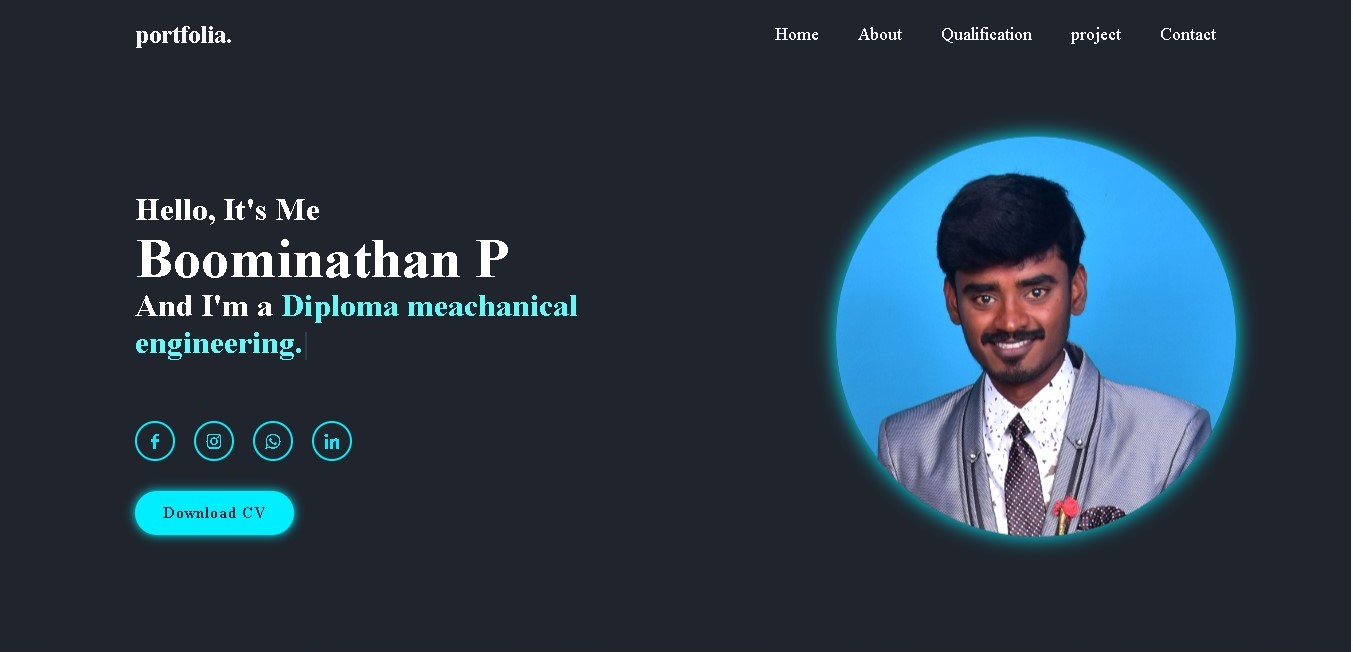 portfolia.
Home About Qualification project Contact
Hello, It's Me
Boominathan P
And I'm a Diploma meachanical
engineering.
Download CV